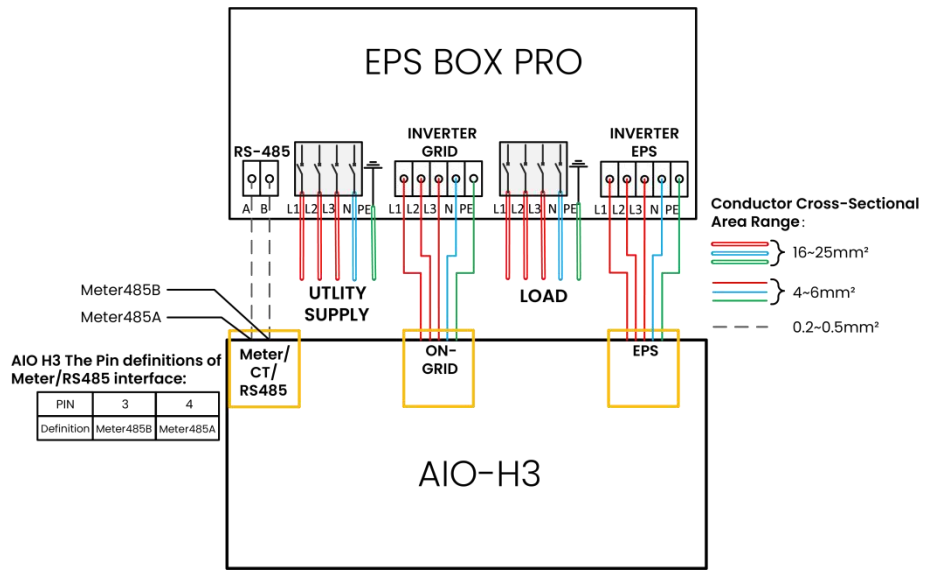 EPS BOX PRO
RS-485
INVERTER
GRID
INVERTER
EPS
A B L1 L2 L3 N PE L1 L2 L3 N PE L1 L2 L3 N PE L1 L2 L3 N PE
UTLITY
SUPPLY
LOAD
Conductor Cross-Sectional
Area Range:
16~25mm²
4~6mm²
0.2~0.5mm²
Meter485B
Meter485A
AIO H3 The Pin definitions of
Meter/RS485 interface:
PIN 3 4
Definition Meter485B Meter485A
Meter/
CT/
RS485
ON-
GRID
EPS
AIO-H3